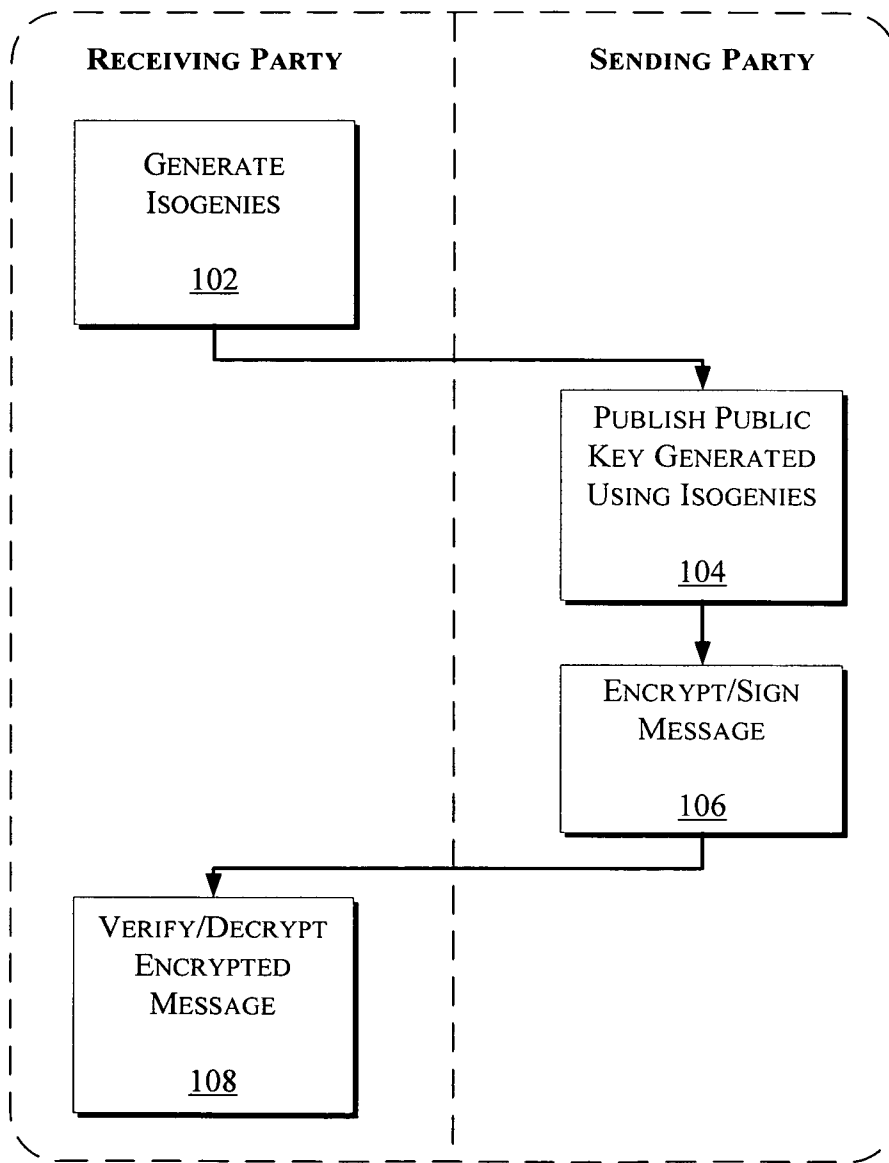 RECEIVING PARTY
SENDING PARTY
GENERATE
ISOGENIES
102
PUBLISH PUBLIC
KEY GENERATED
USING ISOGENIES
104
ENCRYPT/SIGN
MESSAGE
106
VERIFY/DECRYPT
ENCRYPTED
MESSAGE
108